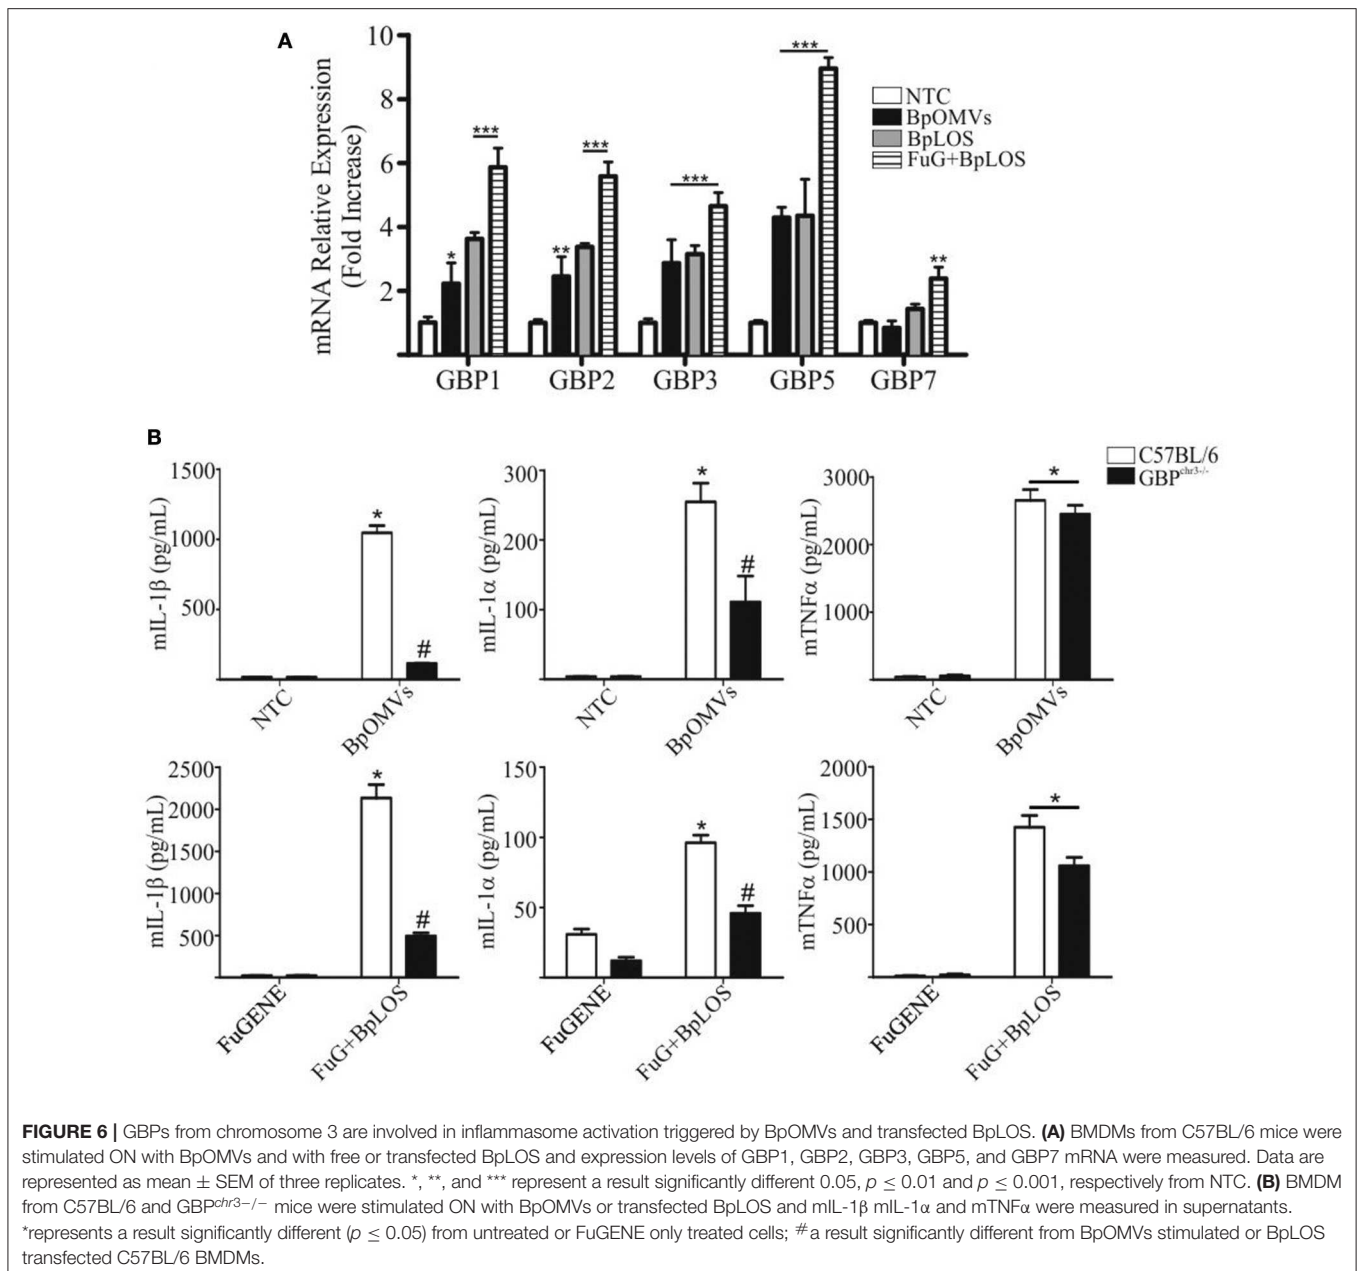 A
mRNA Relative Expression
(Fold Increase)
10
8
6
4
2
*
***
**
***
***
***
**
NTC
BpOMVs
BpLOS
FuG+BpLOS
GBP1 GBP2 GBP3 GBP5 GBP7
B
C57BL/6
GBPchr3-/-
mIL-1β (pg/mL)
1500
1000
500
*
#
NTC BpOMVs
mIL-1α (pg/mL)
300
200
100
*
#
NTC BpOMVs
mTNFα (pg/mL)
3000
2000
1000
*
NTC BpOMVs
mIL-1β (pg/mL)
2500
2000
1500
1000
500
*
#
FuGENE FuG+BpLOS
mIL-1α (pg/mL)
150
100
50
*
#
FuGENE FuG+BpLOS
mTNFα (pg/mL)
2000
1500
1000
500
*
FuGENE FuG+BpLOS
FIGURE 6 | GBPs from chromosome 3 are involved in inflammasome activation triggered by BpOMVs and transfected BpLOS. (A) BMDMs from C57BL/6 mice were
stimulated ON with BpOMVs and with free or transfected BpLOS and expression levels of GBP1, GBP2, GBP3, GBP5, and GBP7 mRNA were measured. Data are
represented as mean ± SEM of three replicates. *, **, and *** represent a result significantly different 0.05, p ≤ 0.01 and p ≤ 0.001, respectively from NTC. (B) BMDM
from C57BL/6 and GBPchr3−/− mice were stimulated ON with BpOMVs or transfected BpLOS and mIL-1β mIL-1α and mTNFα were measured in supernatants.
*represents a result significantly different (p ≤ 0.05) from untreated or FuGENE only treated cells; #a result significantly different from BpOMVs stimulated or BpLOS
transfected C57BL/6 BMDMs.